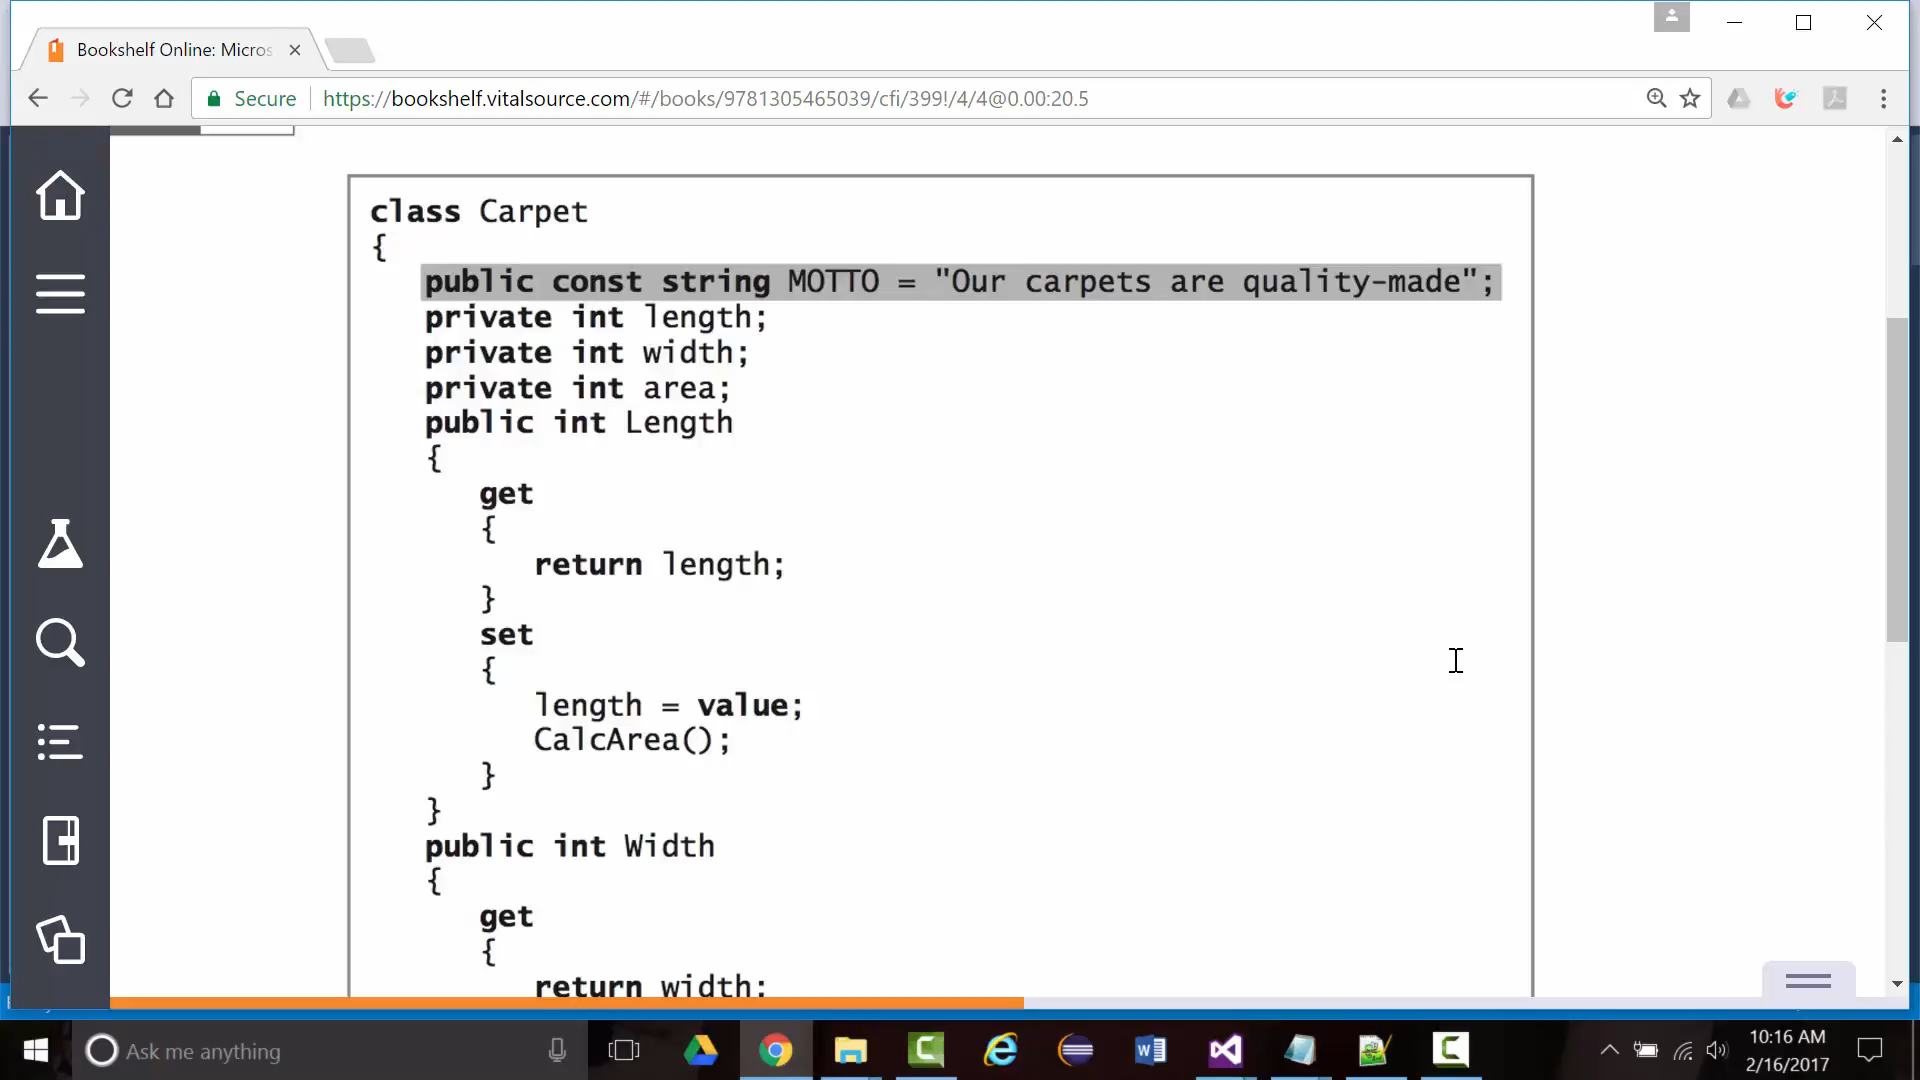 Bookshelf Online: Micros
Secure
https://bookshelf.vitalsource.com/#/books/9781305465039/cfi/399!/4/4@0.00:20.5
class Carpet
{
public const string MOTTO = "Our carpets are quality-made";
private int length;
private int width;
private int area;
public int Length
{
get
{
return length;
}
set
{
length = value;
CalcArea();
}
}
public int Width
{
get
{
return width;
Ask me anything
10:16 AM
2/16/2017